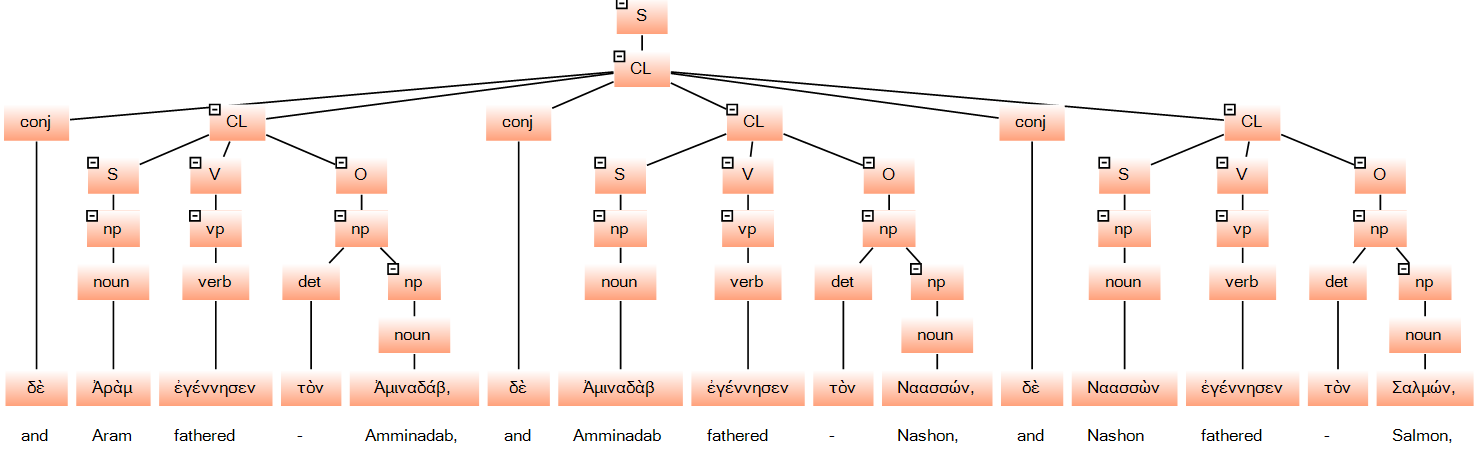 S
CL
conj CL conj CL conj CL
S V O S V O S V O
np vp np np vp np np vp np
noun verb det np noun verb det np noun verb det np
noun noun noun
δὲ Ἀρὰμ ἐγέννησεν τὸν Ἀμιναδάβ, δὲ Ἀμιναδὰβ ἐγέννησεν τὸν Ναασσών, δὲ Ναασσὼν ἐγέννησεν τὸν Σαλμών,
and Aram fathered - Amminadab, and Amminadab fathered - Nashon, and Nashon fathered - Salmon,